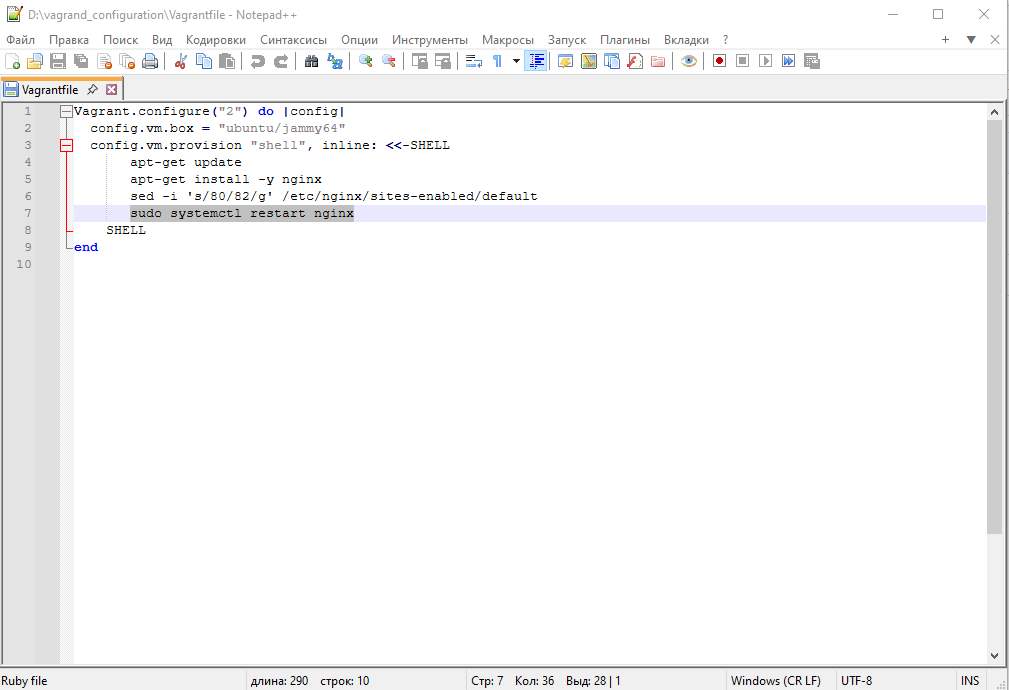 D:\vagrand_configuration\Vagrantfile - Notepad++
Файл Правка Поиск Вид Кодировки Синтаксисы Опции Инструменты Макросы Запуск Плагины Вкладки ?
Vagrantfile
1 Vagrant.configure("2") do |config|
2 config.vm.box = "ubuntu/jammy64"
3 config.vm.provision "shell", inline: <<-SHELL
4 apt-get update
5 apt-get install -y nginx
6 sed -i 's/80/82/g' /etc/nginx/sites-enabled/default
7 sudo systemctl restart nginx
8 SHELL
9 end
10
Ruby file длина: 290 строк: 10 Стр: 7 Кол: 36 Выд: 28 | 1 Windows (CR LF) UTF-8 INS